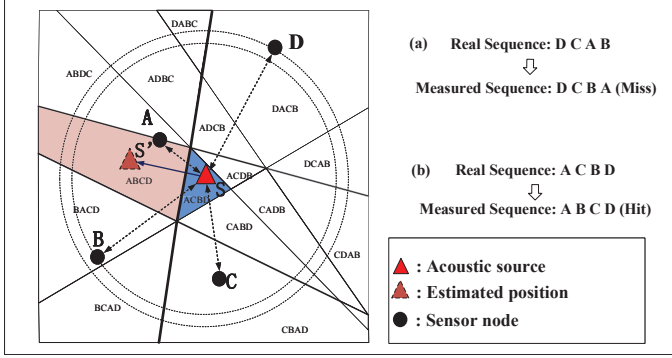 DABC
D
ABDC
ADBC
DACB
A
ADCB
S'
DCAB
ACDB
ABCD
S
ACBD
BACD
CADB
CABD
B
CDAB
C
BCAD
CBAD
(a) Real Sequence: D C A B
Measured Sequence: D C B A (Miss)
(b) Real Sequence: A C B D
Measured Sequence: A B C D (Hit)
: Acoustic source
: Estimated position
: Sensor node